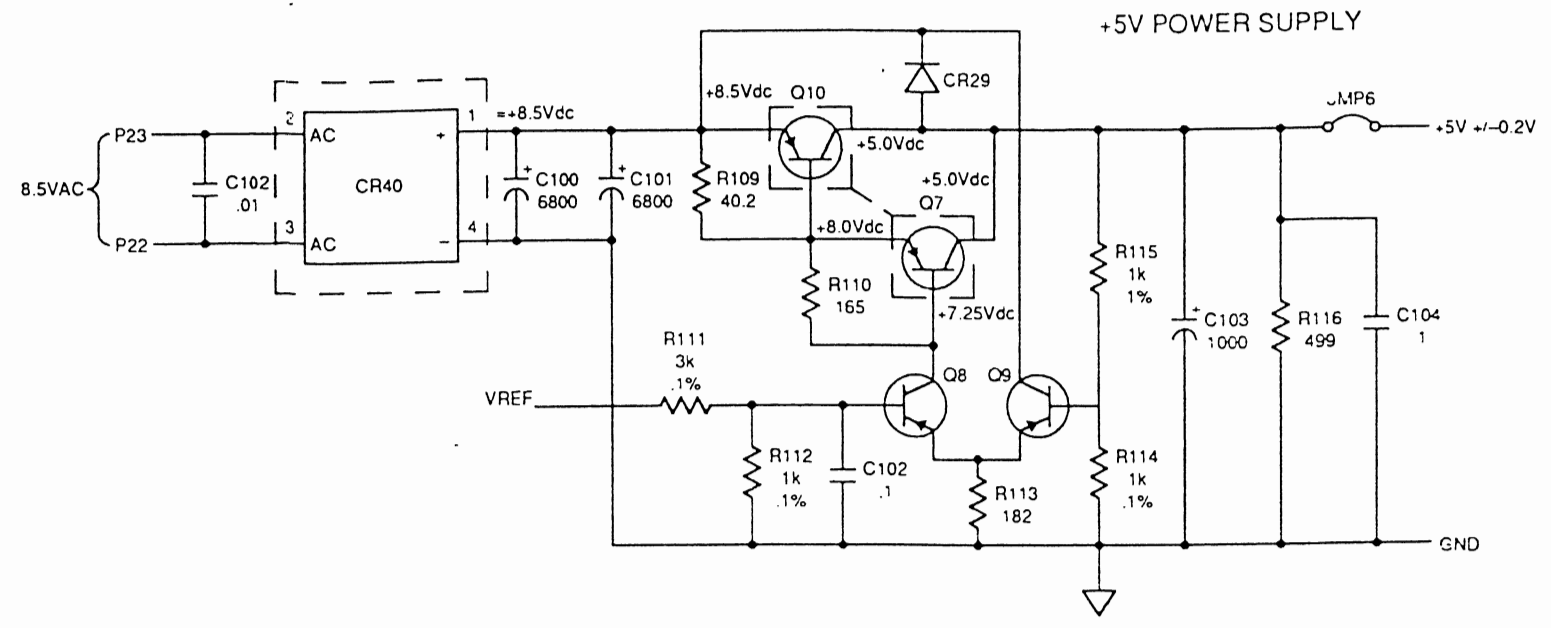 +5V POWER SUPPLY
8.5VAC
P23
P22
C102
.01
2
3
AC
AC
CR40
+
−
1
4
=+8.5Vdc
+
C100
6800
+
C101
6800
+8.5Vdc
Q10
R109
40.2
CR29
+5.0Vdc
+5.0Vdc
Q7
+8.0Vdc
R110
165
+7.25Vdc
JMP6
+5V +/−0.2V
R115
1k
1%
+
C103
1000
R116
499
C104
.1
VREF
R111
3k
.1%
R112
1k
.1%
C102
.1
Q8
Q9
R113
182
R114
1k
.1%
GND